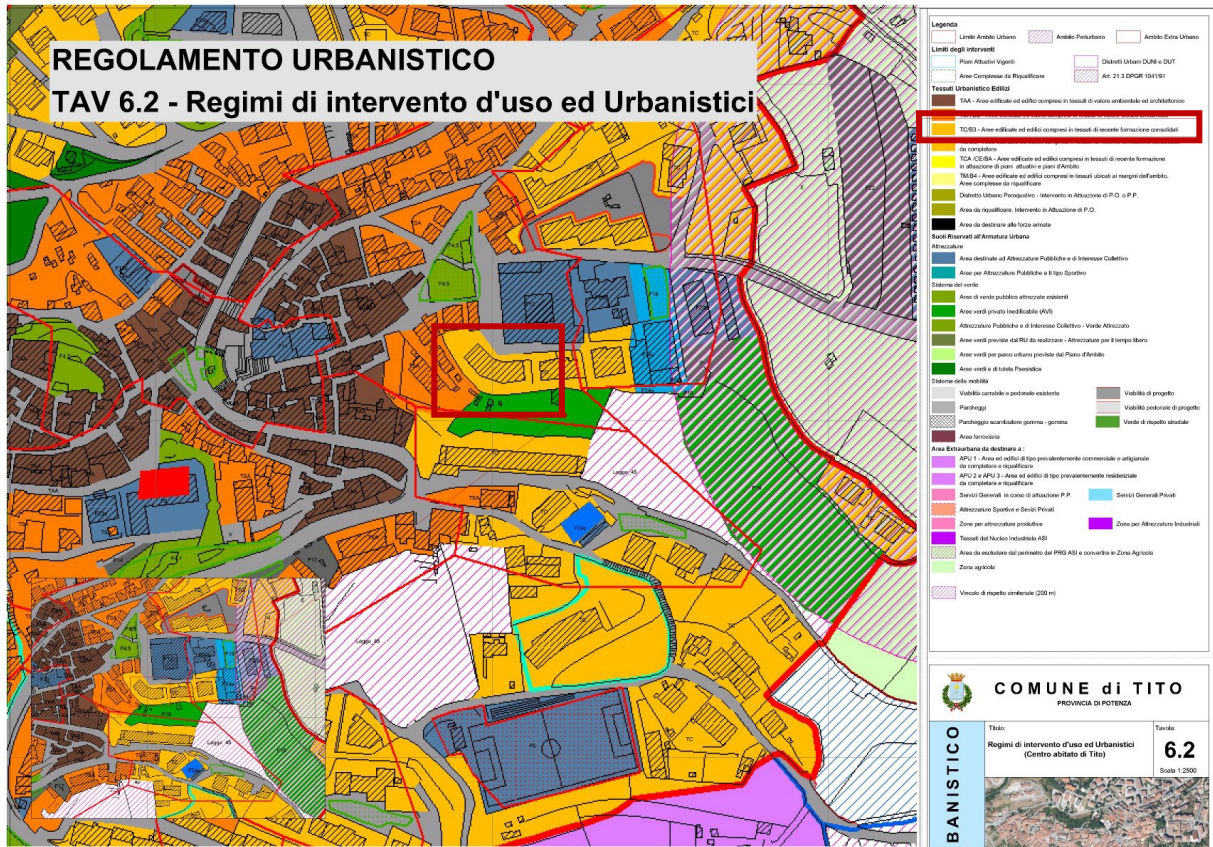 REGOLAMENTO URBANISTICO
TAV 6.2 - Regimi di intervento d'uso ed Urbanistici
Legenda
Limite Ambito Urbano
Ambito Periurbano
Ambito Extra Urbano
Limiti degli interventi
Piani Attuativi Vigenti
Distretti Urbani DUNI e DUT
Aree Complesse da Riqualificare
Art. 21.3 DPGR 1041/91
Tessuti Urbanistico Edilizi
TAA - Aree edificate ed edifici compresi in tessuti di valore ambientale ed architettonico
TC/B3 - Aree edificate ed edifici compresi in tessuti di recente formazione consolidati
da completare
TCA /CE/BA - Aree edificate ed edifici compresi in tessuti di recente formazione
in attuazione di piani attuativi e piani d'Ambito
TM/B4 - Aree edificate ed edifici compresi in tessuti ubicati ai margini dell'ambito.
Aree complesse da riqualificare
Distretto Urbano Perequativo - Intervento in Attuazione di P.O. o P.P.
Area da riqualificare. Intervento in Attuazione di P.O.
Area da destinare alle forze armate
Suoli Riservati all'Armatura Urbana
Attrezzature
Area destinate ad Attrezzature Pubbliche e di Interesse Collettivo
Aree per Attrezzature Pubbliche e ti tipo Sportivo
Sistema del verde
Aree di verde pubblico attrezzate esistenti
Aree verdi privato Inedificabile (AVI)
Attrezzature Pubbliche e di Interesse Collettivo - Verde Attrezzato
Aree verdi previste dal RU da realizzare - Attrezzature per il tempo libero
Aree verdi per parco urbano previste dal Piano d'Ambito
Aree verdi e di tutela Paesistica
Sistema della mobilità
Viabilità carrabile e pedonale esistente
Viabilità di progetto
Parcheggi
Viabilità pedonale di progetto
Parcheggio scambiatore gomma - gomma
Verde di rispetto stradale
Area ferroviaria
Area Extraurbana da destinare a :
APU 1 - Area ed edifici di tipo prevalentemente commerciale e artigianale
da completare e riqualificare
APU 2 e APU 3 - Area ed edifici di tipo prevalentemente residenziale
da completare e riqualificare
Servizi Generali in corso di attuazione P.P.
Servizi Generali Privati
Attrezzature Sportive e Sevizi Privati
Zone per attrezzature produttive
Zone per Attrezzature Industriali
Tessuti del Nucleo Industriale ASI
Area da escludere dal perimetro del PRG ASI e convertire in Zona Agricola
Zona agricola
Vincolo di rispetto cimiteriale (200 m)
COMUNE di TITO
PROVINCIA DI POTENZA
Titolo:
Regimi di intervento d'uso ed Urbanistici
(Centro abitato di Tito)
Tavola:
6.2
Scala 1:2500
BANISTICO